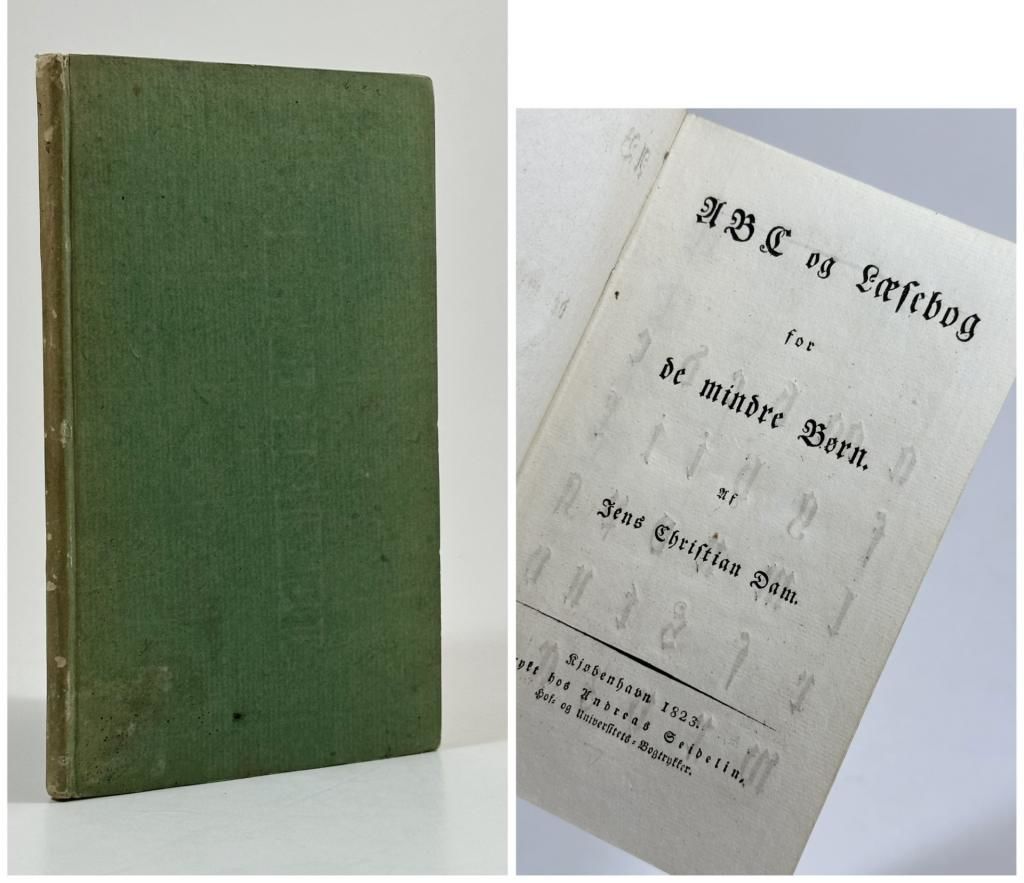 ABC og Læsebog
for
de mindre Børn.
Af
Jens Christian Dam.
Kjøbenhavn 1823.
hos Andreas Seidelin,
Hof- og Universitets-Bogtrykker.